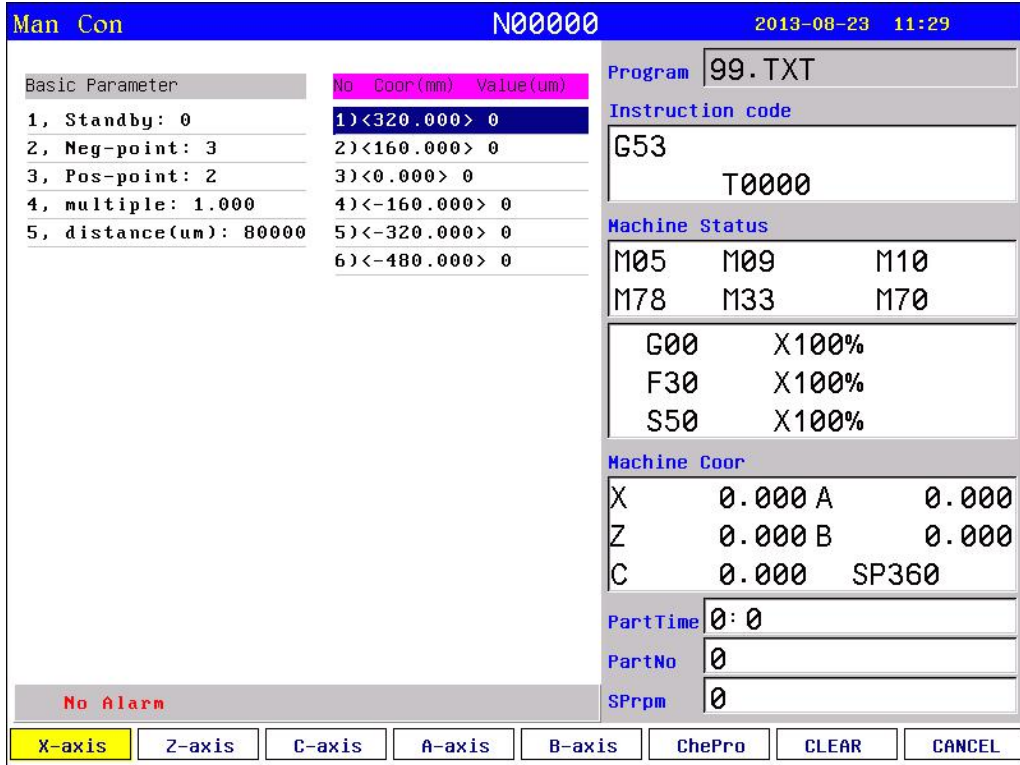 Man Con N00000 2013-08-23 11:29
Basic Parameter
1, Standby: 0
2, Neg-point: 3
3, Pos-point: 2
4, multiple: 1.000
5, distance(um): 80000
No Coor(mm) Value(um)
1)<320.000> 0
2)<160.000> 0
3)<0.000> 0
4)<-160.000> 0
5)<-320.000> 0
6)<-480.000> 0
Program 99.TXT
Instruction code
G53
T0000
Machine Status
M05 M09 M10
M78 M33 M70
G00 X100%
F30 X100%
S50 X100%
Machine Coor
X 0.000 A 0.000
Z 0.000 B 0.000
C 0.000 SP360
PartTime 0: 0
PartNo 0
SPrpm 0
No Alarm
X-axis Z-axis C-axis A-axis B-axis ChePro CLEAR CANCEL